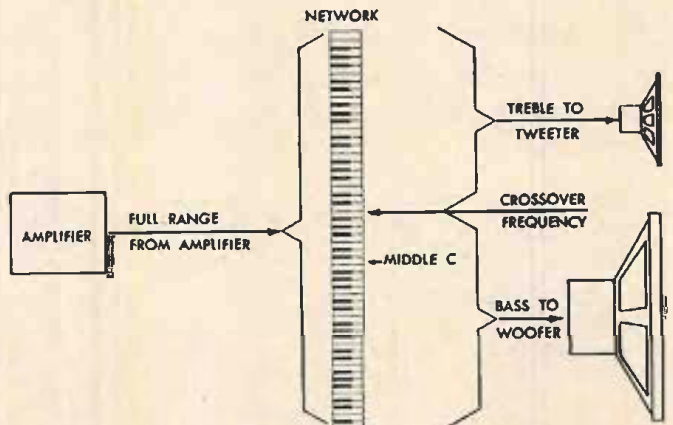 NETWORK
TREBLE TO
TWEETER
AMPLIFIER
FULL RANGE
FROM AMPLIFIER
CROSSOVER
FREQUENCY
MIDDLE C
BASS TO
WOOFER